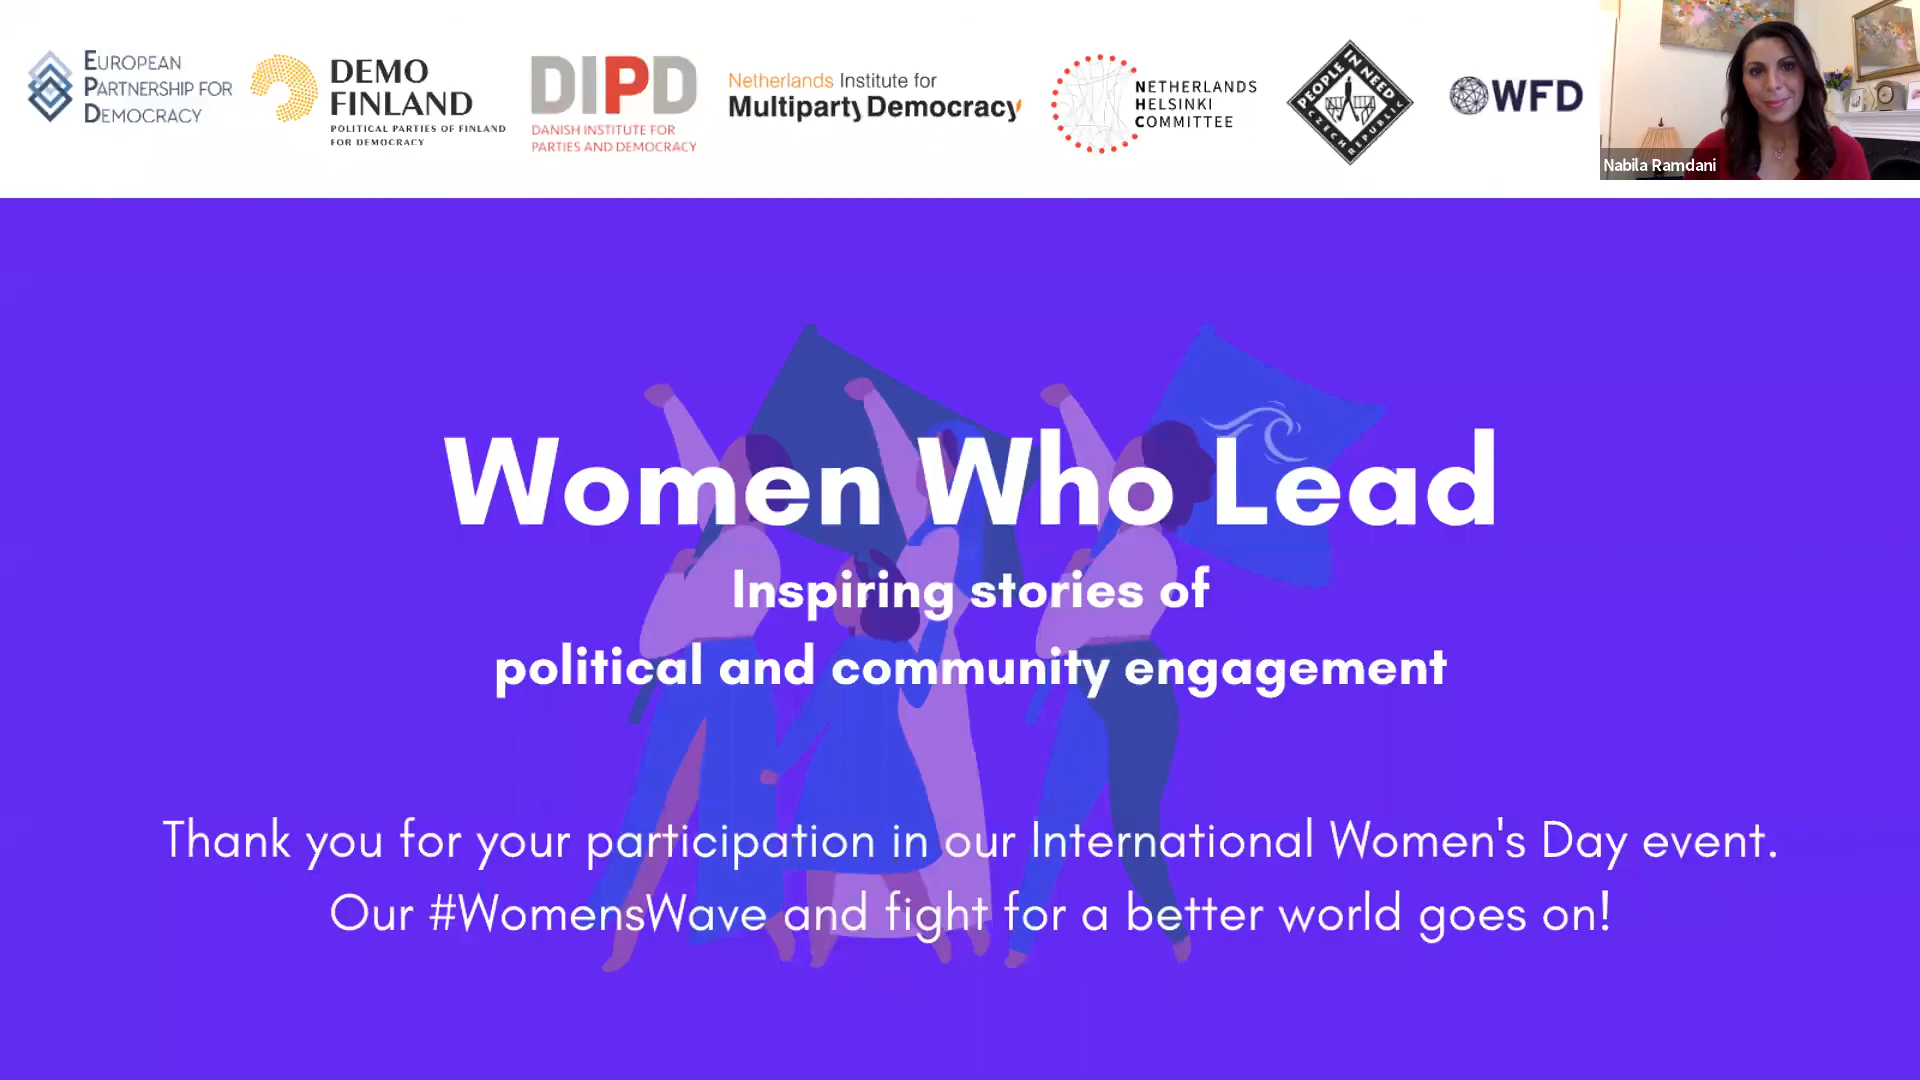 EUROPEAN
PARTNERSHIP FOR
DEMOCRACY
DEMO
FINLAND
POLITICAL PARTIES OF FINLAND
FOR DEMOCRACY
DIPD
DANISH INSTITUTE FOR
PARTIES AND DEMOCRACY
Netherlands Institute for
Multiparty Democracy
NETHERLANDS
HELSINKI
COMMITTEE
PEOPLE IN NEED
CZECH REPUBLIC
WFD
Nabila Ramdani
Women Who Lead
Inspiring stories of
political and community engagement
Thank you for your participation in our International Women's Day event.
Our #WomensWave and fight for a better world goes on!